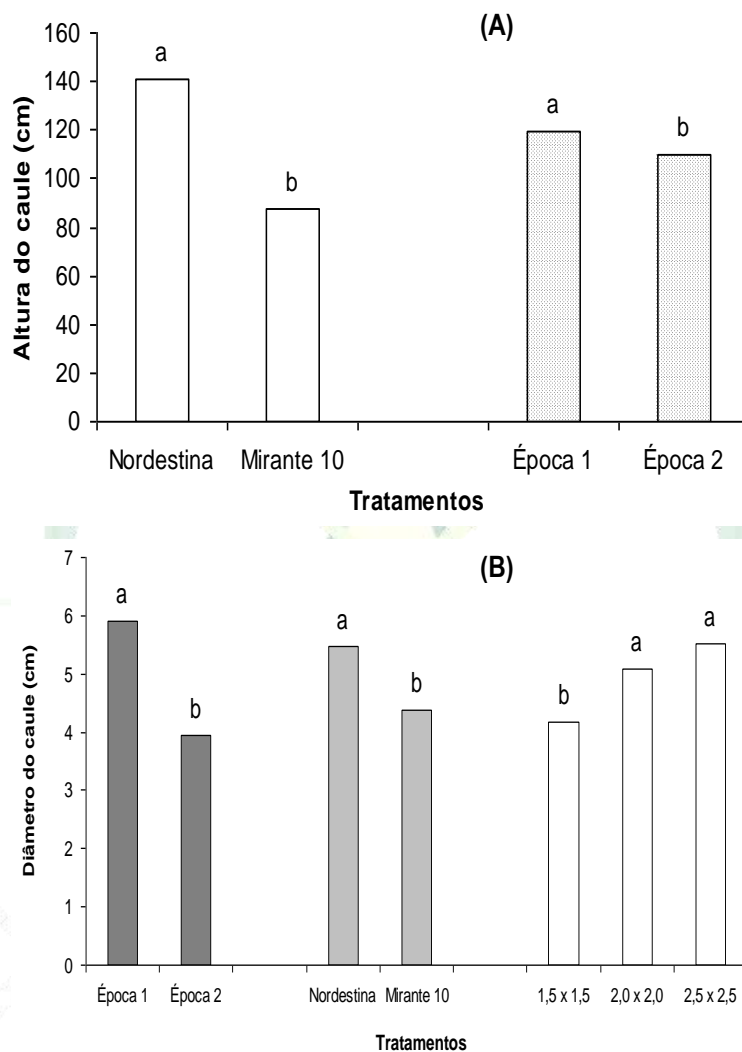 (A)
Altura do caule (cm)
160
140
120
100
80
60
40
20
0
a
b
a
b
Nordestina Mirante 10 Época 1 Época 2
Tratamentos
(B)
Diâmetro do caule (cm)
7
6
5
4
3
2
1
0
a
b
a
b
b
a
a
Época 1 Época 2 Nordestina Mirante 10 1,5 x 1,5 2,0 x 2,0 2,5 x 2,5
Tratamentos